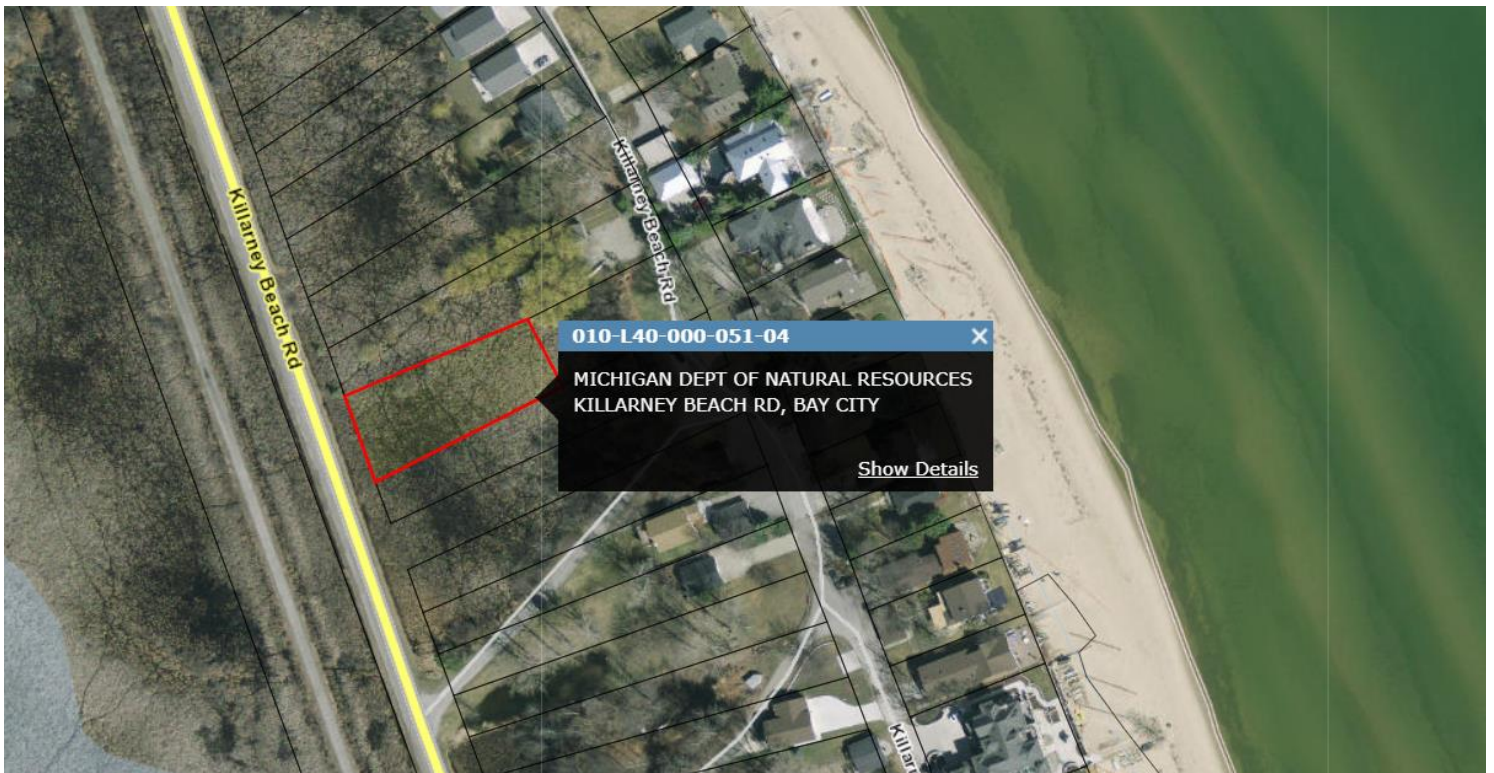 Killarney Beach Rd
Killarney Beach Rd
010-L40-000-051-04
MICHIGAN DEPT OF NATURAL RESOURCES
KILLARNEY BEACH RD, BAY CITY
Show Details
Killarn